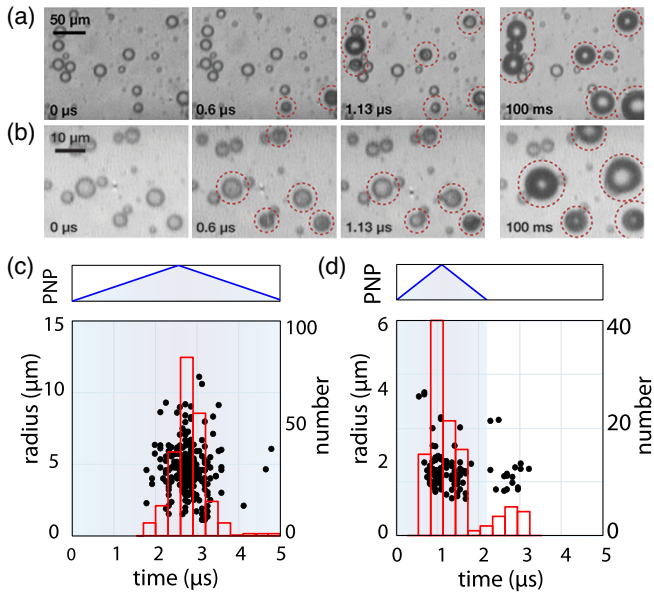 (a)
50 µm
0 µs
0.6 µs
1.13 µs
100 ms
(b)
10 µm
0 µs
0.6 µs
1.13 µs
100 ms
(c)
PNP
15
10
5
0
radius (µm)
100
50
0
number
0 1 2 3 4 5
time (µs)
(d)
PNP
6
4
2
0
radius (µm)
40
20
0
number
0 1 2 3 5
time (µs)